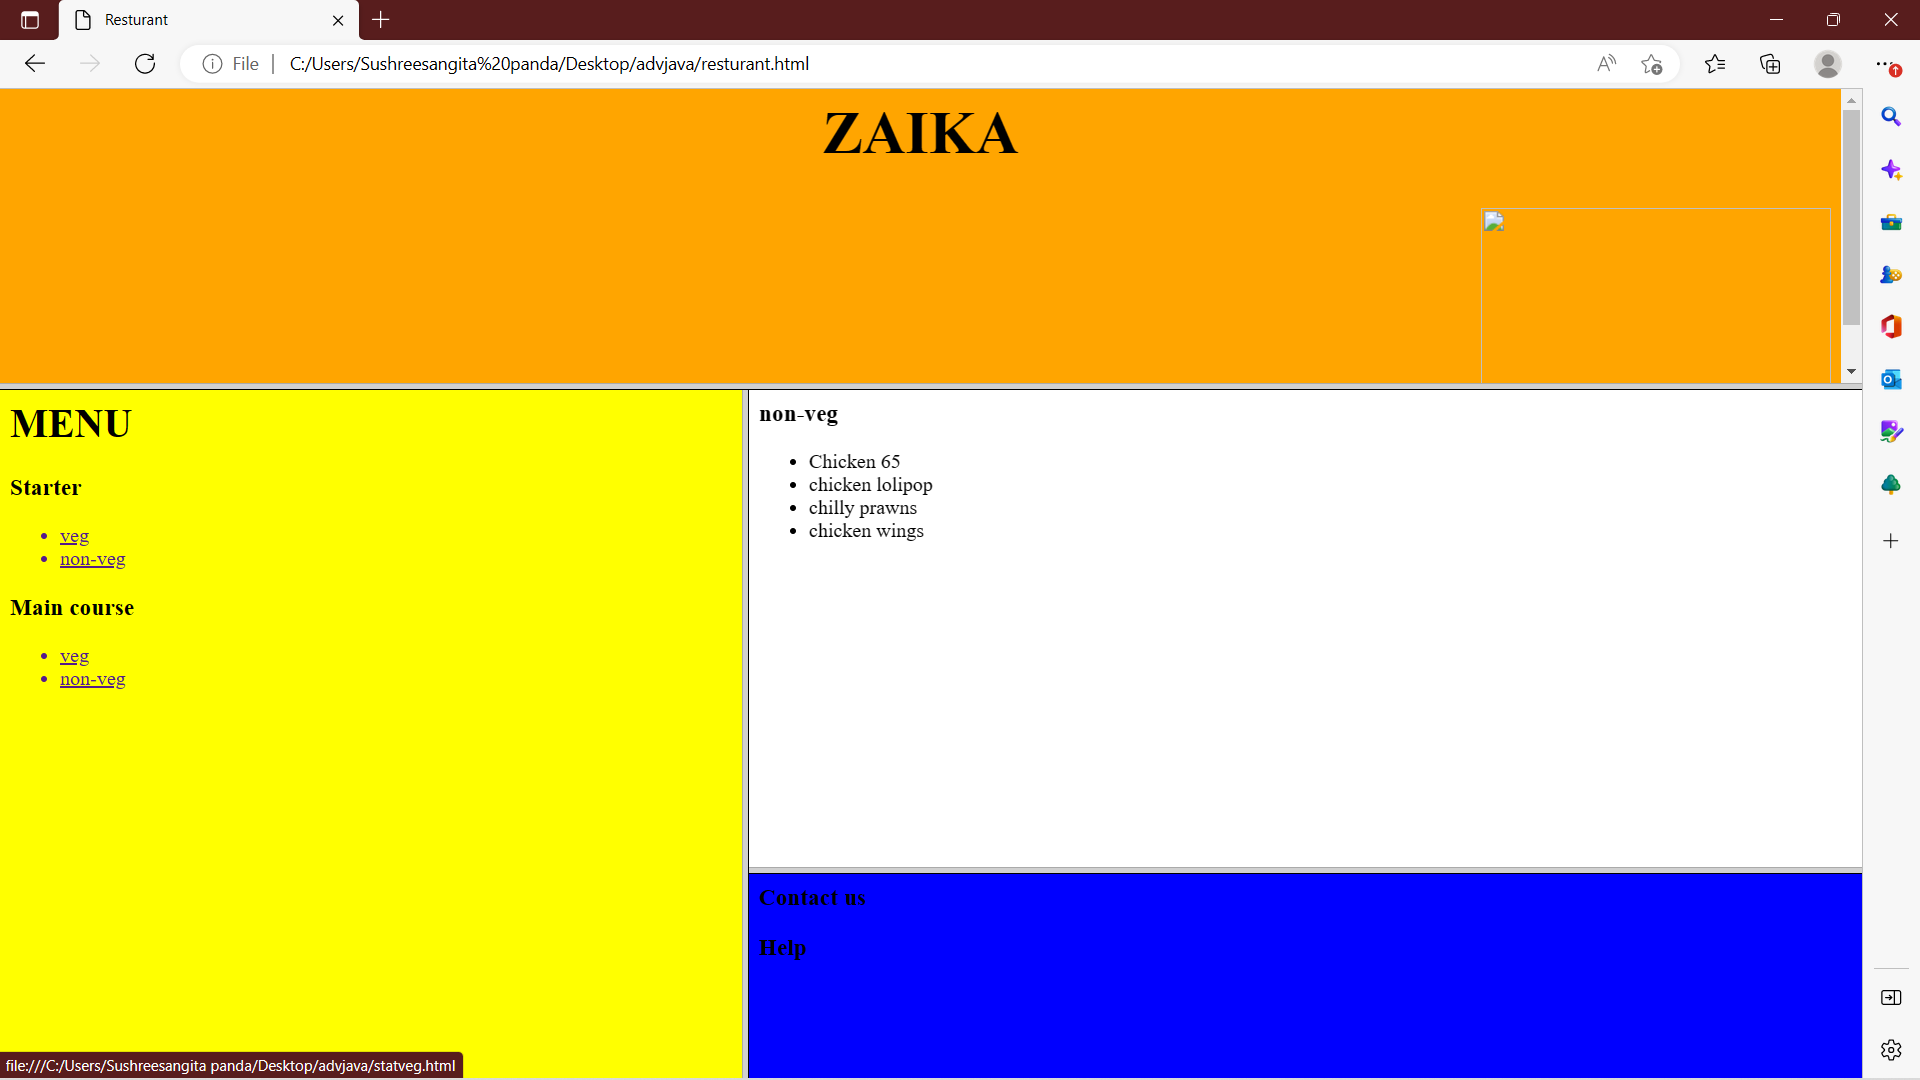 Resturant
File
C:/Users/Sushreesangita%20panda/Desktop/advjava/resturant.html
ZAIKA
MENU
Starter
veg
non-veg
Main course
veg
non-veg
non-veg
Chicken 65
chicken lolipop
chilly prawns
chicken wings
Contact us
Help
file:///C:/Users/Sushreesangita panda/Desktop/advjava/statveg.html